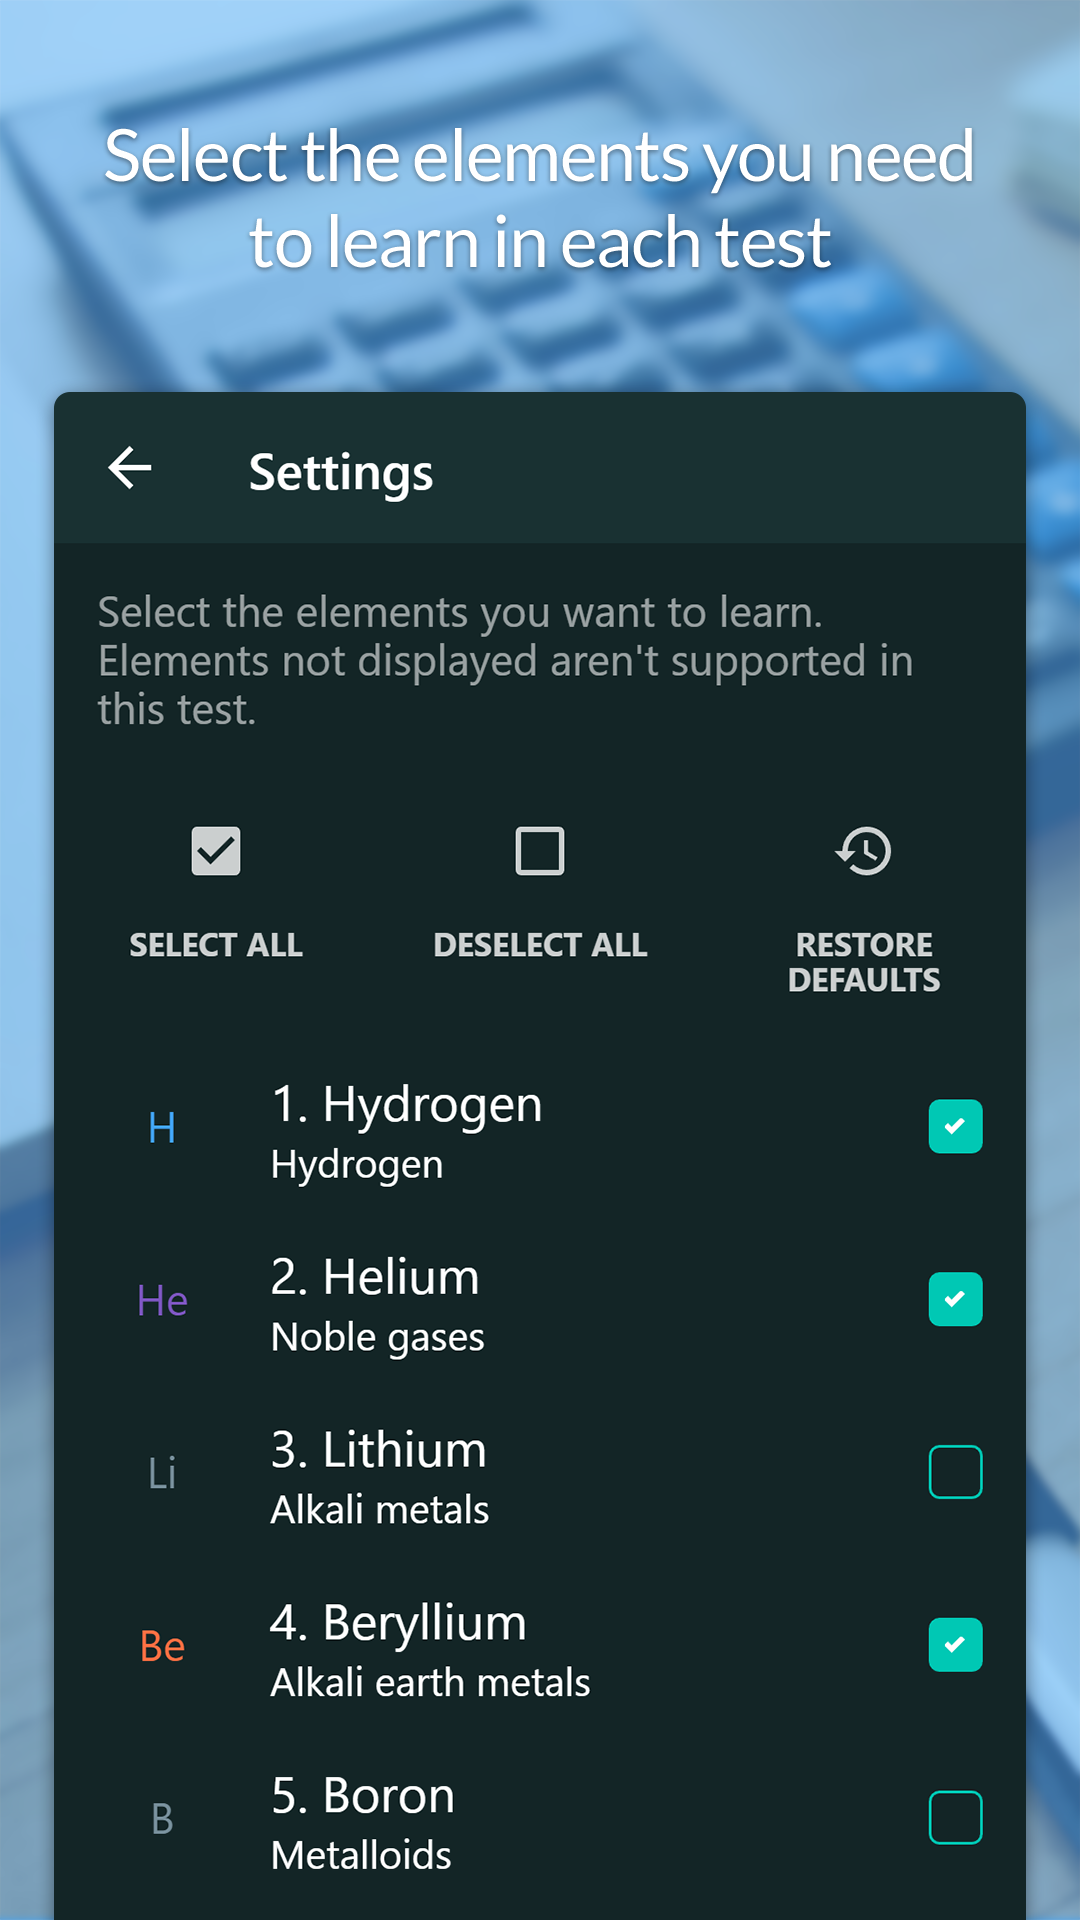 Select the elements you need
to learn in each test
Settings
Select the elements you want to learn.
Elements not displayed aren't supported in
this test.
SELECT ALL
DESELECT ALL
RESTORE
DEFAULTS
H
1. Hydrogen
Hydrogen
He
2. Helium
Noble gases
Li
3. Lithium
Alkali metals
Be
4. Beryllium
Alkali earth metals
B
5. Boron
Metalloids